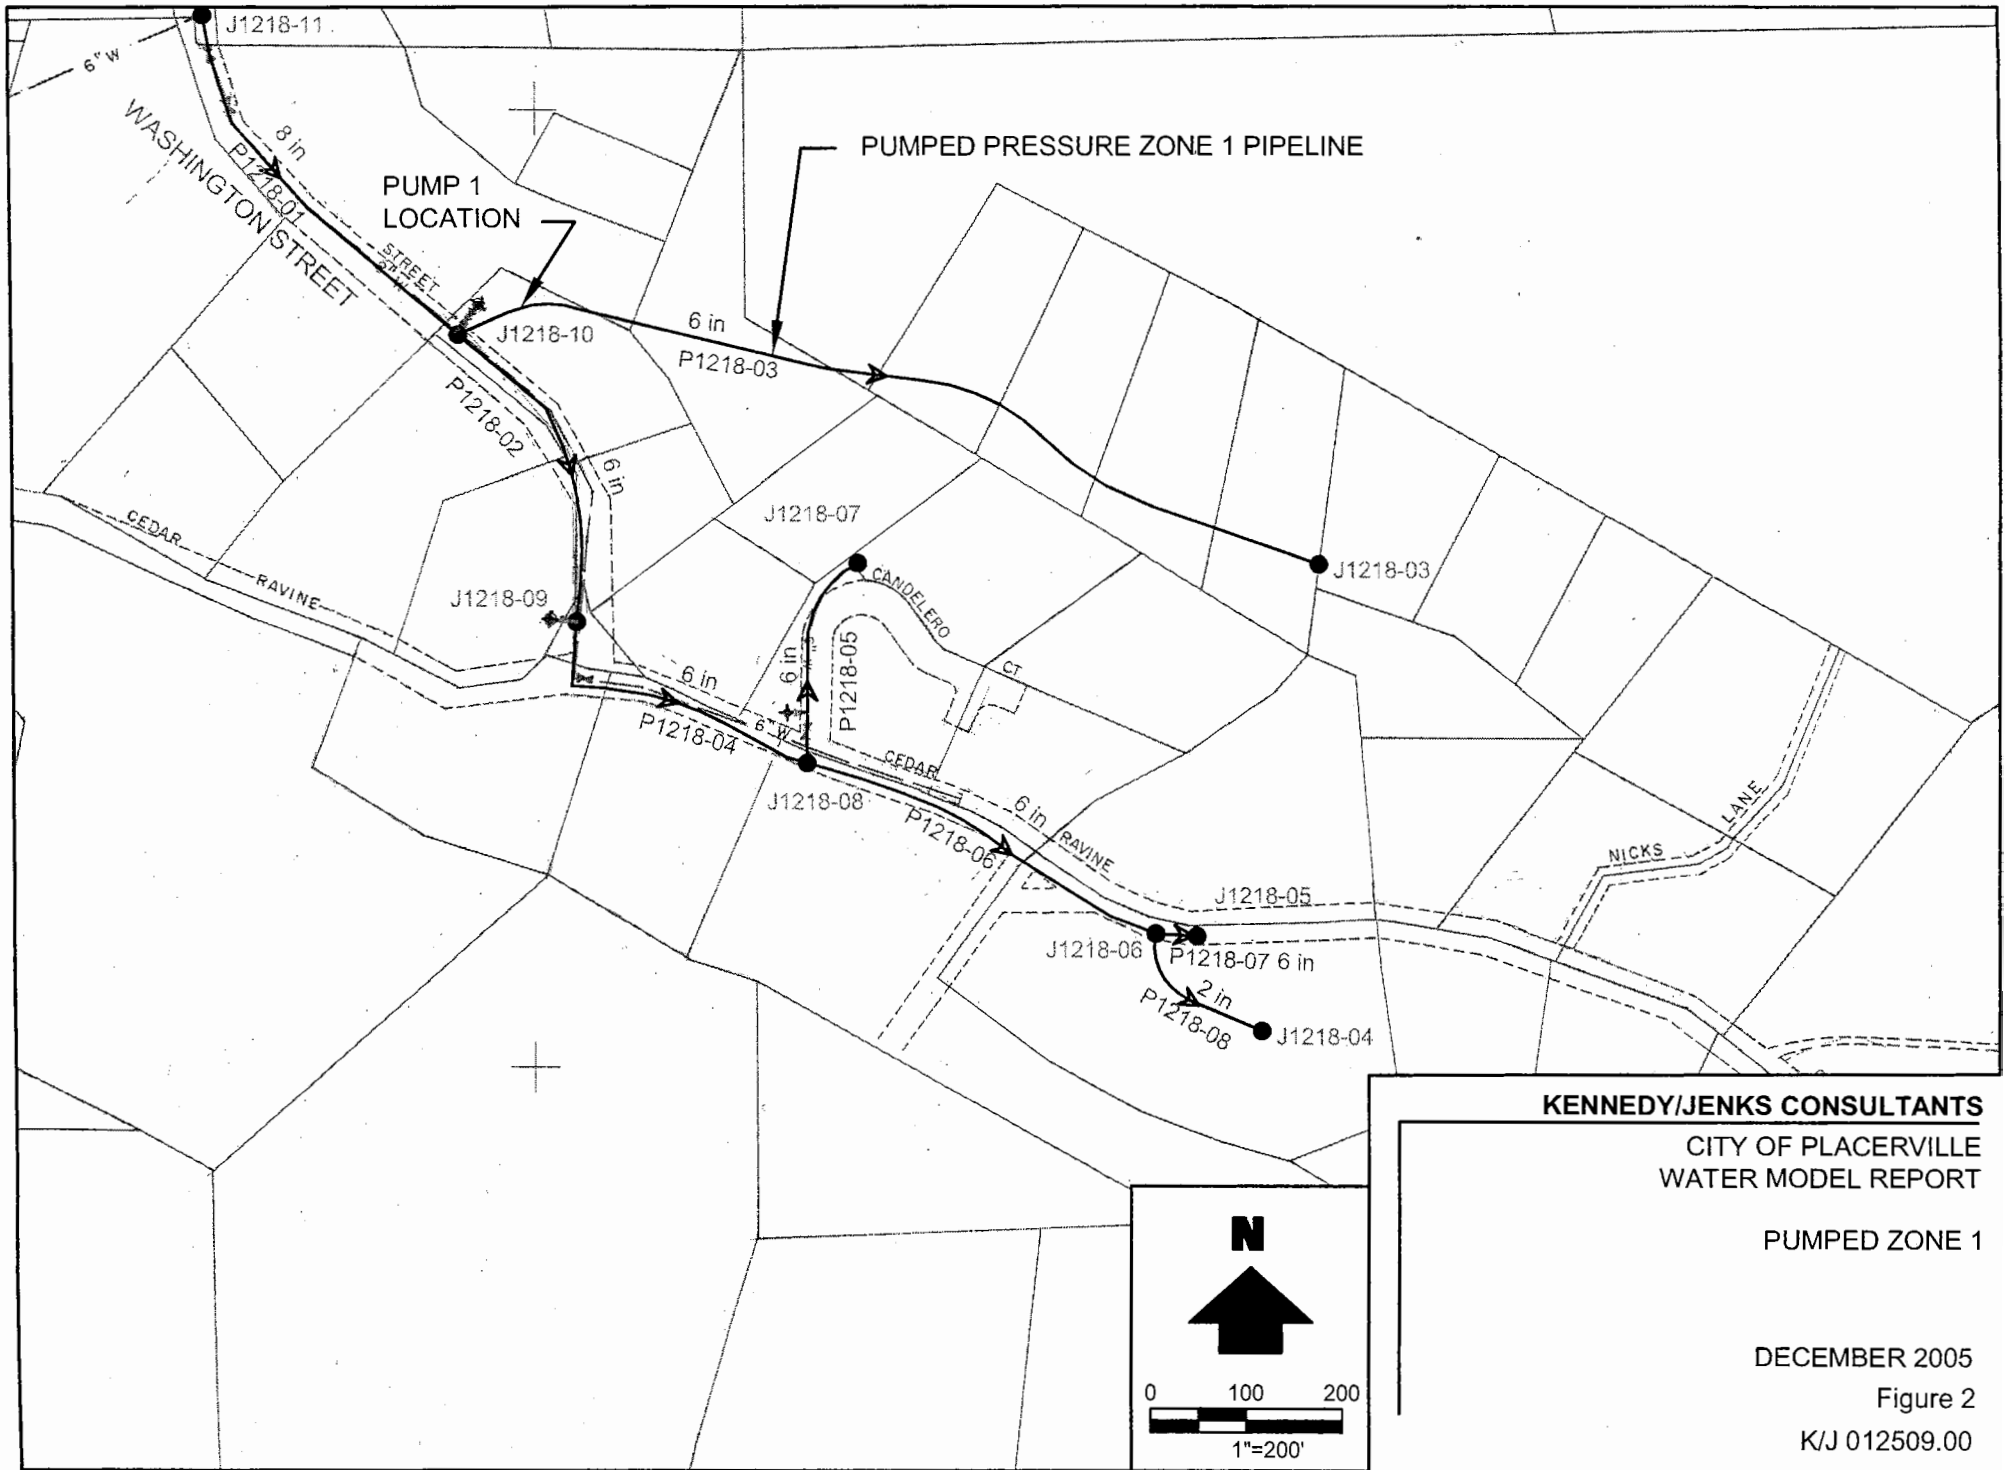 J1218-11
6" W
8 in
P1218-01
WASHINGTON STREET
STREET
PUMP 1
LOCATION
PUMPED PRESSURE ZONE 1 PIPELINE
J1218-10
6 in
P1218-03
P1218-02
6 in
CEDAR
RAVINE
J1218-07
J1218-03
J1218-09
CANDELERO
CT
6 in
6 in
P1218-05
P1218-04
6" W
CEDAR
J1218-08
P1218-06
6 in
RAVINE
NICKS
LANE
J1218-05
J1218-06
P1218-07 6 in
2 in
P1218-08
J1218-04
KENNEDY/JENKS CONSULTANTS
CITY OF PLACERVILLE
WATER MODEL REPORT
PUMPED ZONE 1
DECEMBER 2005
Figure 2
K/J 012509.00
N
0 100 200
1"=200'